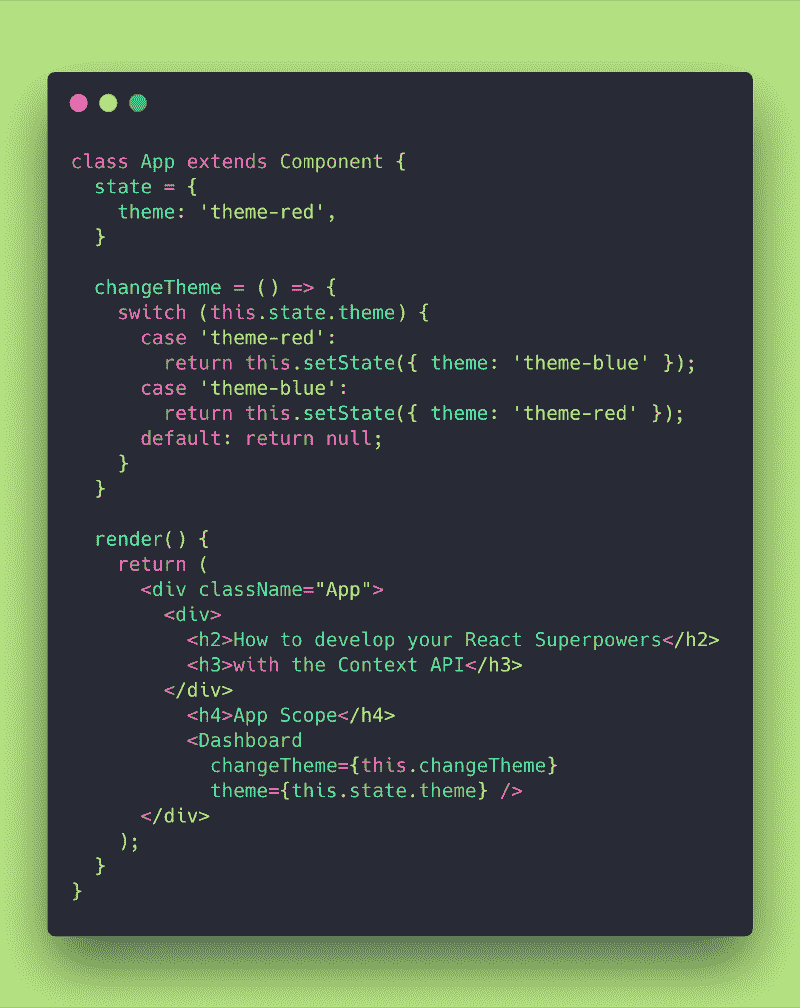 class App extends Component {
  state = {
    theme: 'theme-red',
  }

  changeTheme = () => {
    switch (this.state.theme) {
      case 'theme-red':
        return this.setState({ theme: 'theme-blue' });
      case 'theme-blue':
        return this.setState({ theme: 'theme-red' });
      default: return null;
    }
  }

  render() {
    return (
      <div className="App">
        <div>
          <h2>How to develop your React Superpowers</h2>
          <h3>with the Context API</h3>
        </div>
          <h4>App Scope</h4>
          <Dashboard
            changeTheme={this.changeTheme}
            theme={this.state.theme} />
      </div>
    );
  }
}